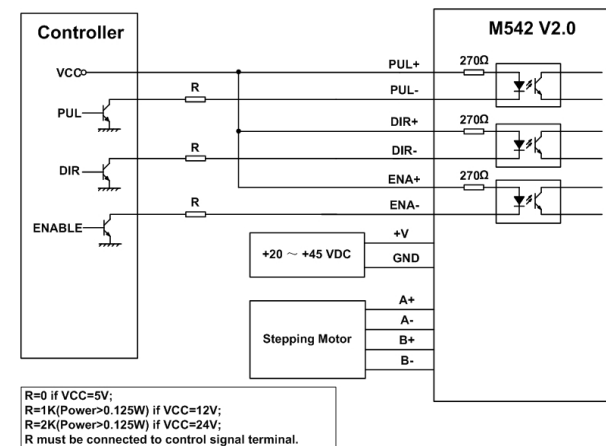 Controller
M542 V2.0
VCC
PUL+
270Ω
R
PUL-
PUL
270Ω
DIR+
R
DIR-
DIR
270Ω
ENA+
R
ENA-
ENABLE
+V
+20 ～ +45 VDC
GND
A+
A-
Stepping Motor
B+
B-
R=0 if VCC=5V;
R=1K(Power>0.125W) if VCC=12V;
R=2K(Power>0.125W) if VCC=24V;
R must be connected to control signal terminal.